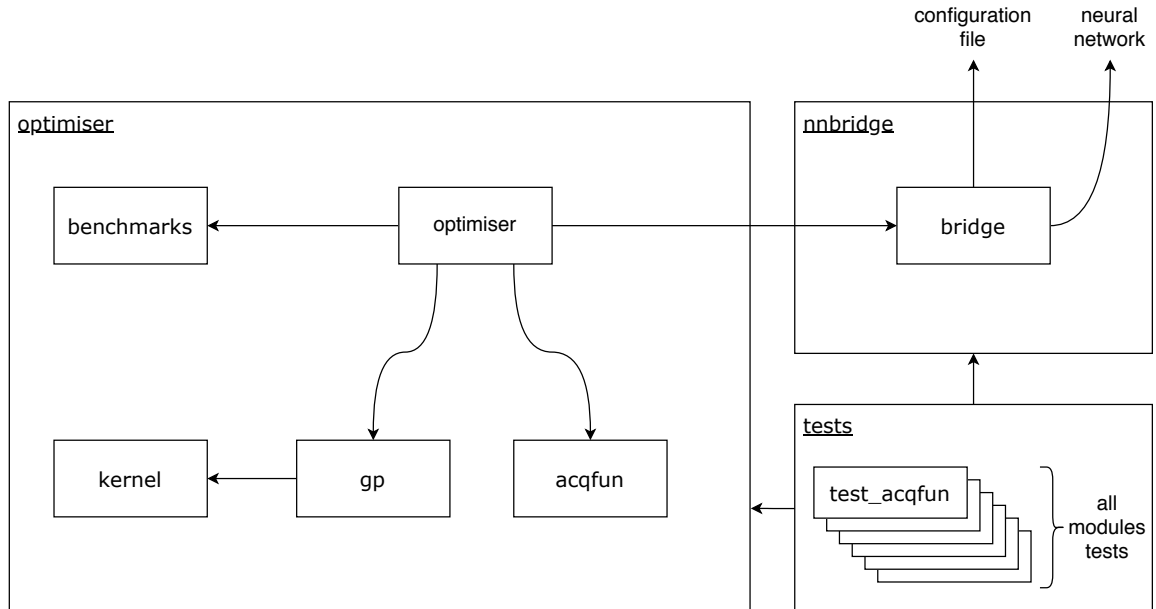 configuration
file
neural
network
optimiser
nnbridge
benchmarks
optimiser
bridge
tests
kernel
gp
acqfun
test_acqfun
all
modules
tests